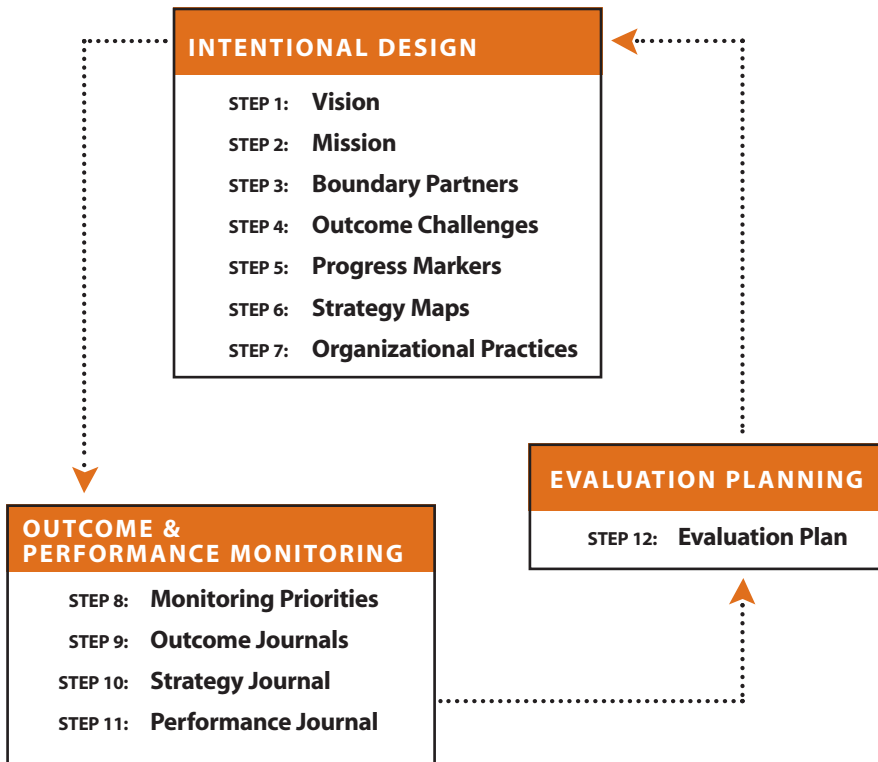 INTENTIONAL DESIGN
STEP 1: Vision
STEP 2: Mission
STEP 3: Boundary Partners
STEP 4: Outcome Challenges
STEP 5: Progress Markers
STEP 6: Strategy Maps
STEP 7: Organizational Practices
OUTCOME &
PERFORMANCE MONITORING
STEP 8: Monitoring Priorities
STEP 9: Outcome Journals
STEP 10: Strategy Journal
STEP 11: Performance Journal
EVALUATION PLANNING
STEP 12: Evaluation Plan